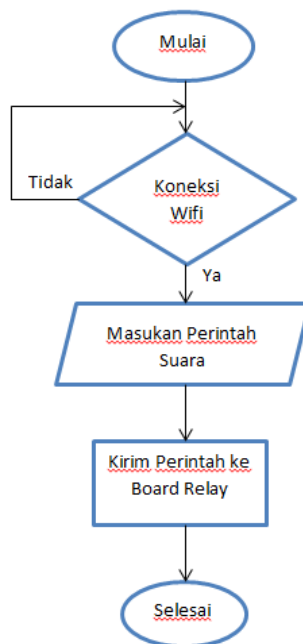 Mulai
Koneksi
Wifi
Tidak
Ya
Masukan Perintah
Suara
Kirim Perintah ke
Board Relay
Selesai